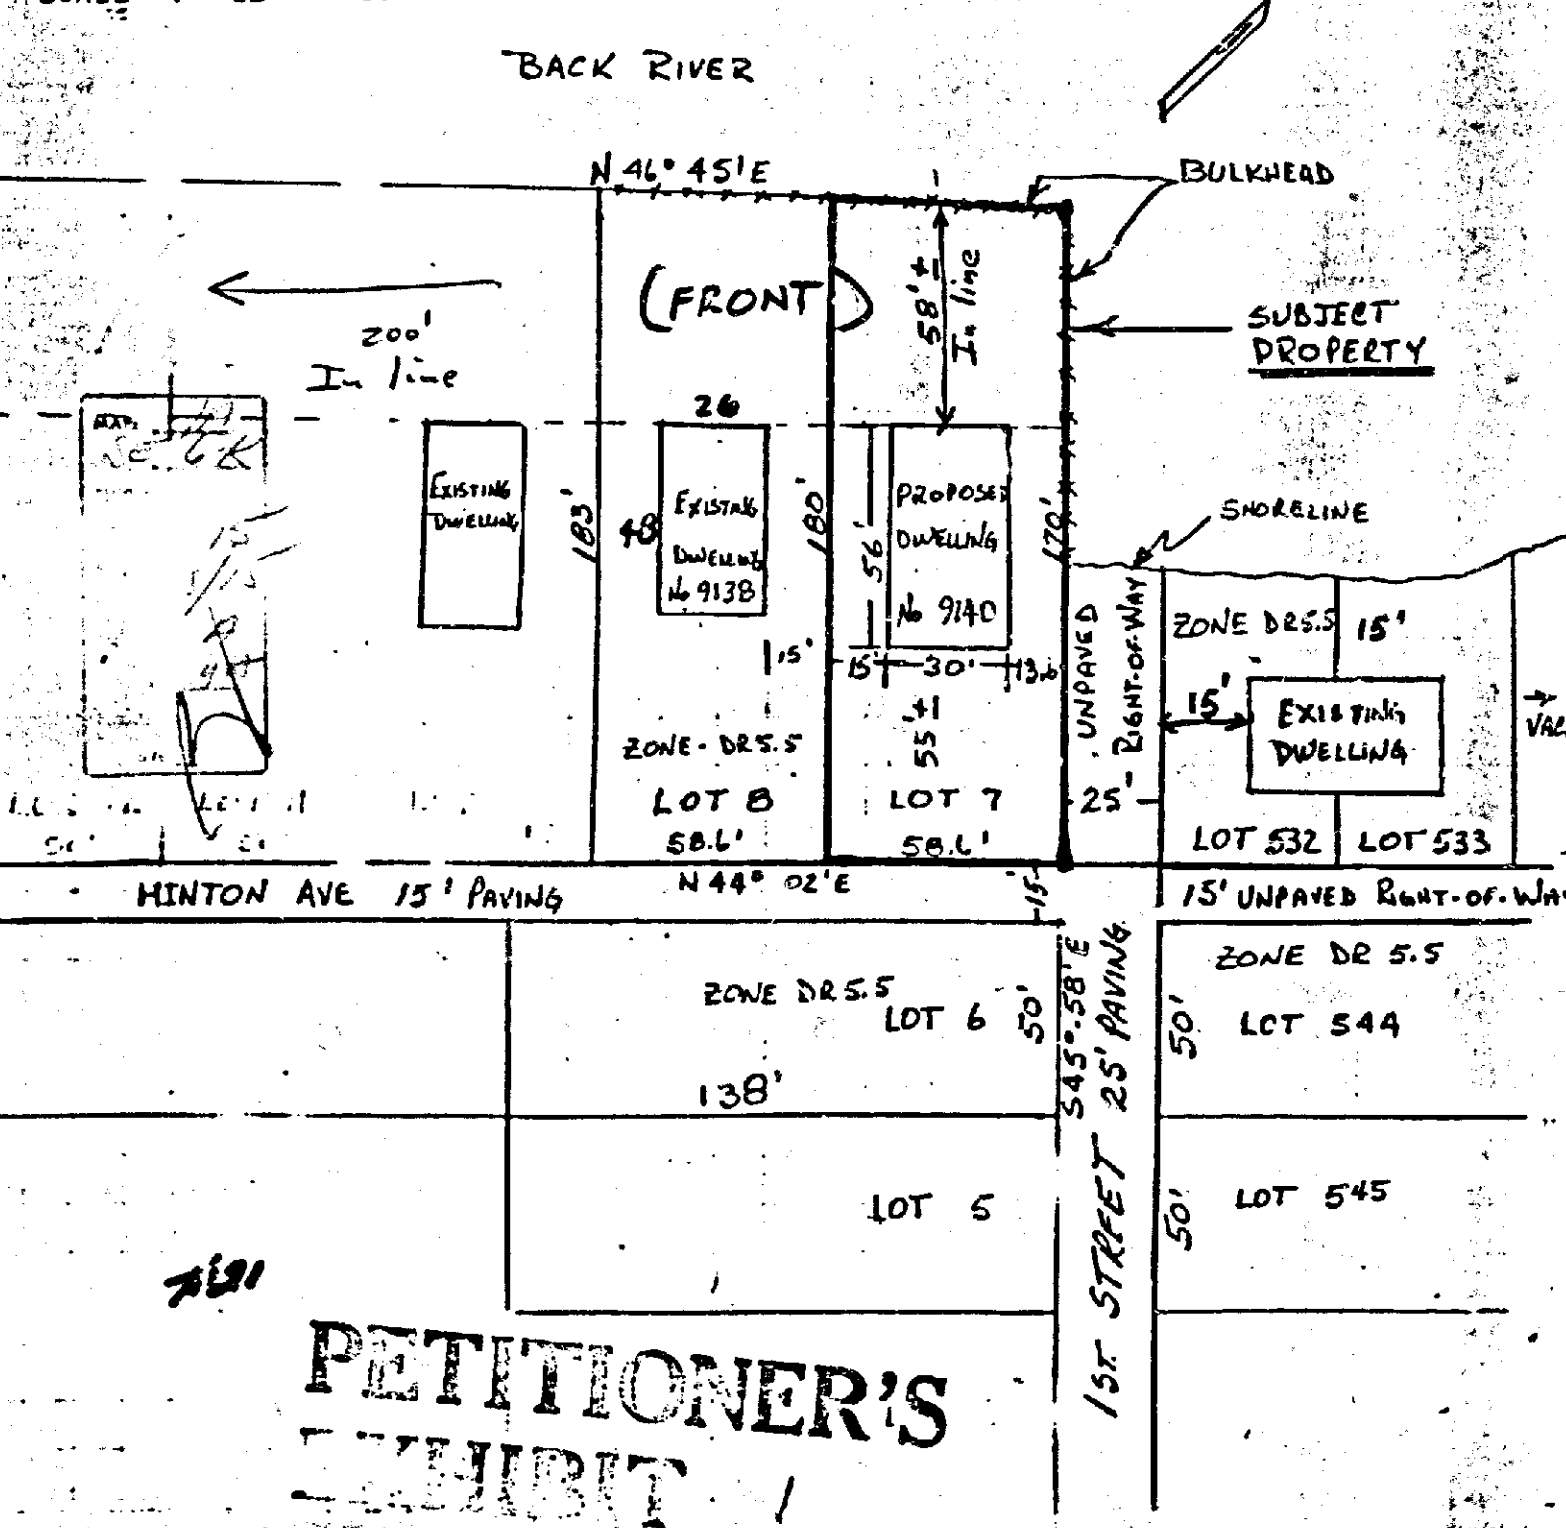 BACK RIVER
N 46° 45' E
BULKHEAD
(FRONT)
58' ±
In line
200'
In line
SUBJECT
PROPERTY
26
EXISTING
DWELLING
183'
48
EXISTING
DWELLING
No 9138
180'
56'
PROPOSED
DWELLING
No 9140
170'
SHORELINE
UNPAVED
RIGHT-OF-WAY
ZONE DR5.5
15'
15'
15'
30'
13.6
15'
EXISTING
DWELLING
55' ±
ZONE - DR5.5
LOT 8
58.6'
LOT 7
58.6'
25'
LOT 532
LOT 533
N 44° 02' E
HINTON AVE 15' PAVING
15'
15' UNPAVED RIGHT-OF-WAY
ZONE DR5.5
LOT 6
50'
S45°-58' E
1ST STREET 25' PAVING
ZONE DR 5.5
50'
LOT 544
138'
LOT 5
50'
LOT 545
PETITIONER'S
EXHIBIT 1